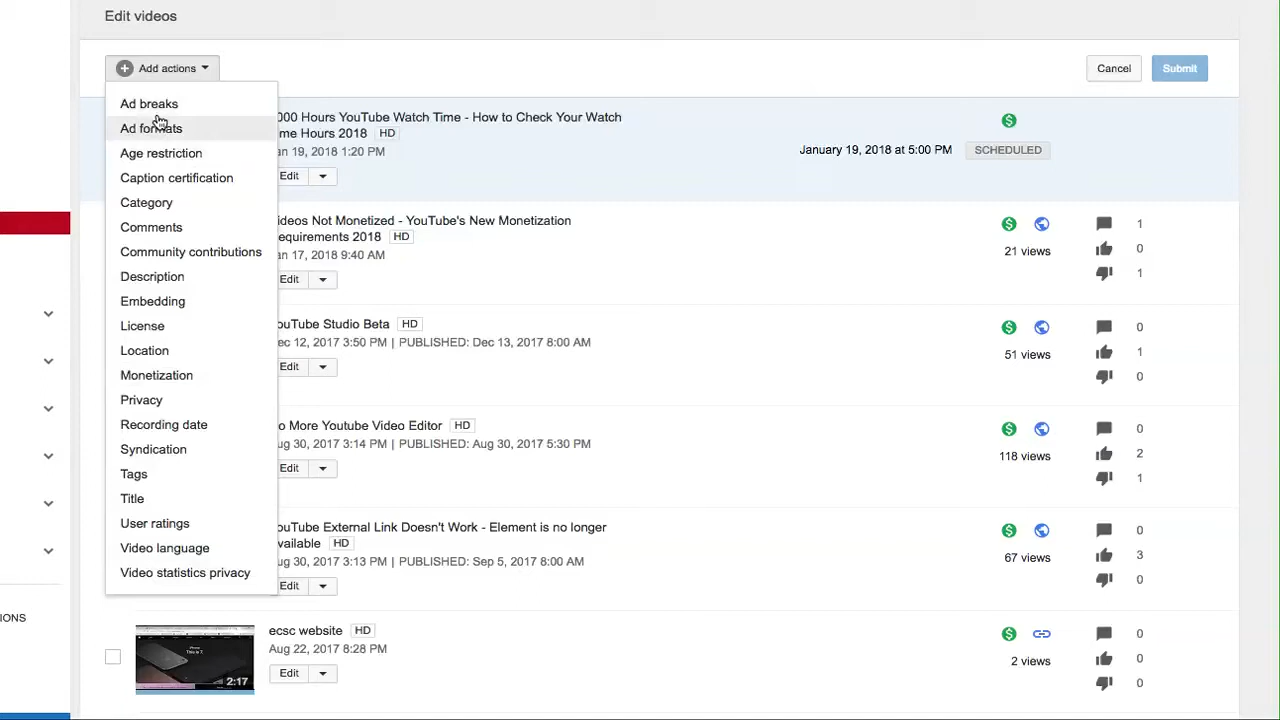 Edit videos
Add actions
Cancel
Submit
Ad breaks
Ad formats
Age restriction
Caption certification
Category
Comments
Community contributions
Description
Embedding
License
Location
Monetization
Privacy
Recording date
Syndication
Tags
Title
User ratings
Video language
Video statistics privacy
000 Hours YouTube Watch Time - How to Check Your Watch
me Hours 2018 HD
an 19, 2018 1:20 PM
Edit
January 19, 2018 at 5:00 PM SCHEDULED
ideos Not Monetized - YouTube's New Monetization
equirements 2018 HD
an 17, 2018 9:40 AM
Edit
21 views
1
0
1
ouTube Studio Beta HD
ec 12, 2017 3:50 PM | PUBLISHED: Dec 13, 2017 8:00 AM
Edit
51 views
0
1
0
o More Youtube Video Editor HD
ug 30, 2017 3:14 PM | PUBLISHED: Aug 30, 2017 5:30 PM
Edit
118 views
0
2
1
ouTube External Link Doesn't Work - Element is no longer
vailable HD
ug 30, 2017 3:13 PM | PUBLISHED: Sep 5, 2017 8:00 AM
Edit
67 views
0
3
0
IONS
ecsc website HD
Aug 22, 2017 8:28 PM
Edit
2:17
2 views
0
0
0